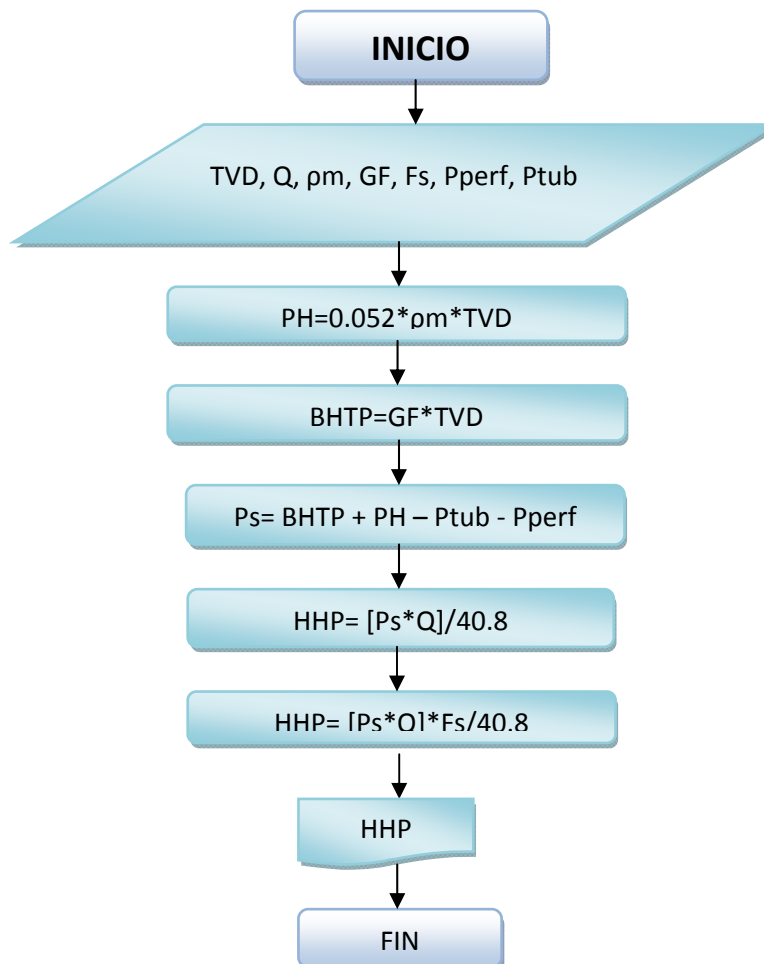 INICIO
TVD, Q, ρm, GF, Fs, Pperf, Ptub
PH=0.052*ρm*TVD
BHTP=GF*TVD
Ps= BHTP + PH – Ptub - Pperf
HHP= [Ps*Q]/40.8
HHP= [Ps*Q]*Fs/40.8
HHP
FIN